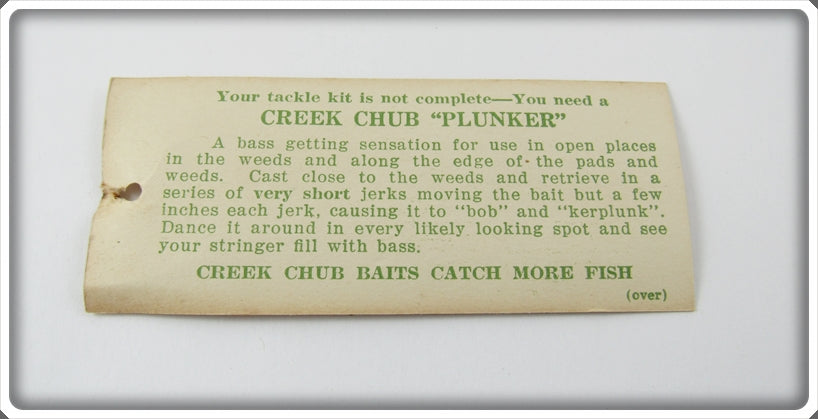 Your tackle kit is not complete—You need a
CREEK CHUB “PLUNKER”
A bass getting sensation for use in open places
in the weeds and along the edge of the pads and
weeds. Cast close to the weeds and retrieve in a
series of very short jerks moving the bait but a few
inches each jerk, causing it to “bob” and “kerplunk”.
Dance it around in every likely looking spot and see
your stringer fill with bass.
CREEK CHUB BAITS CATCH MORE FISH
(over)